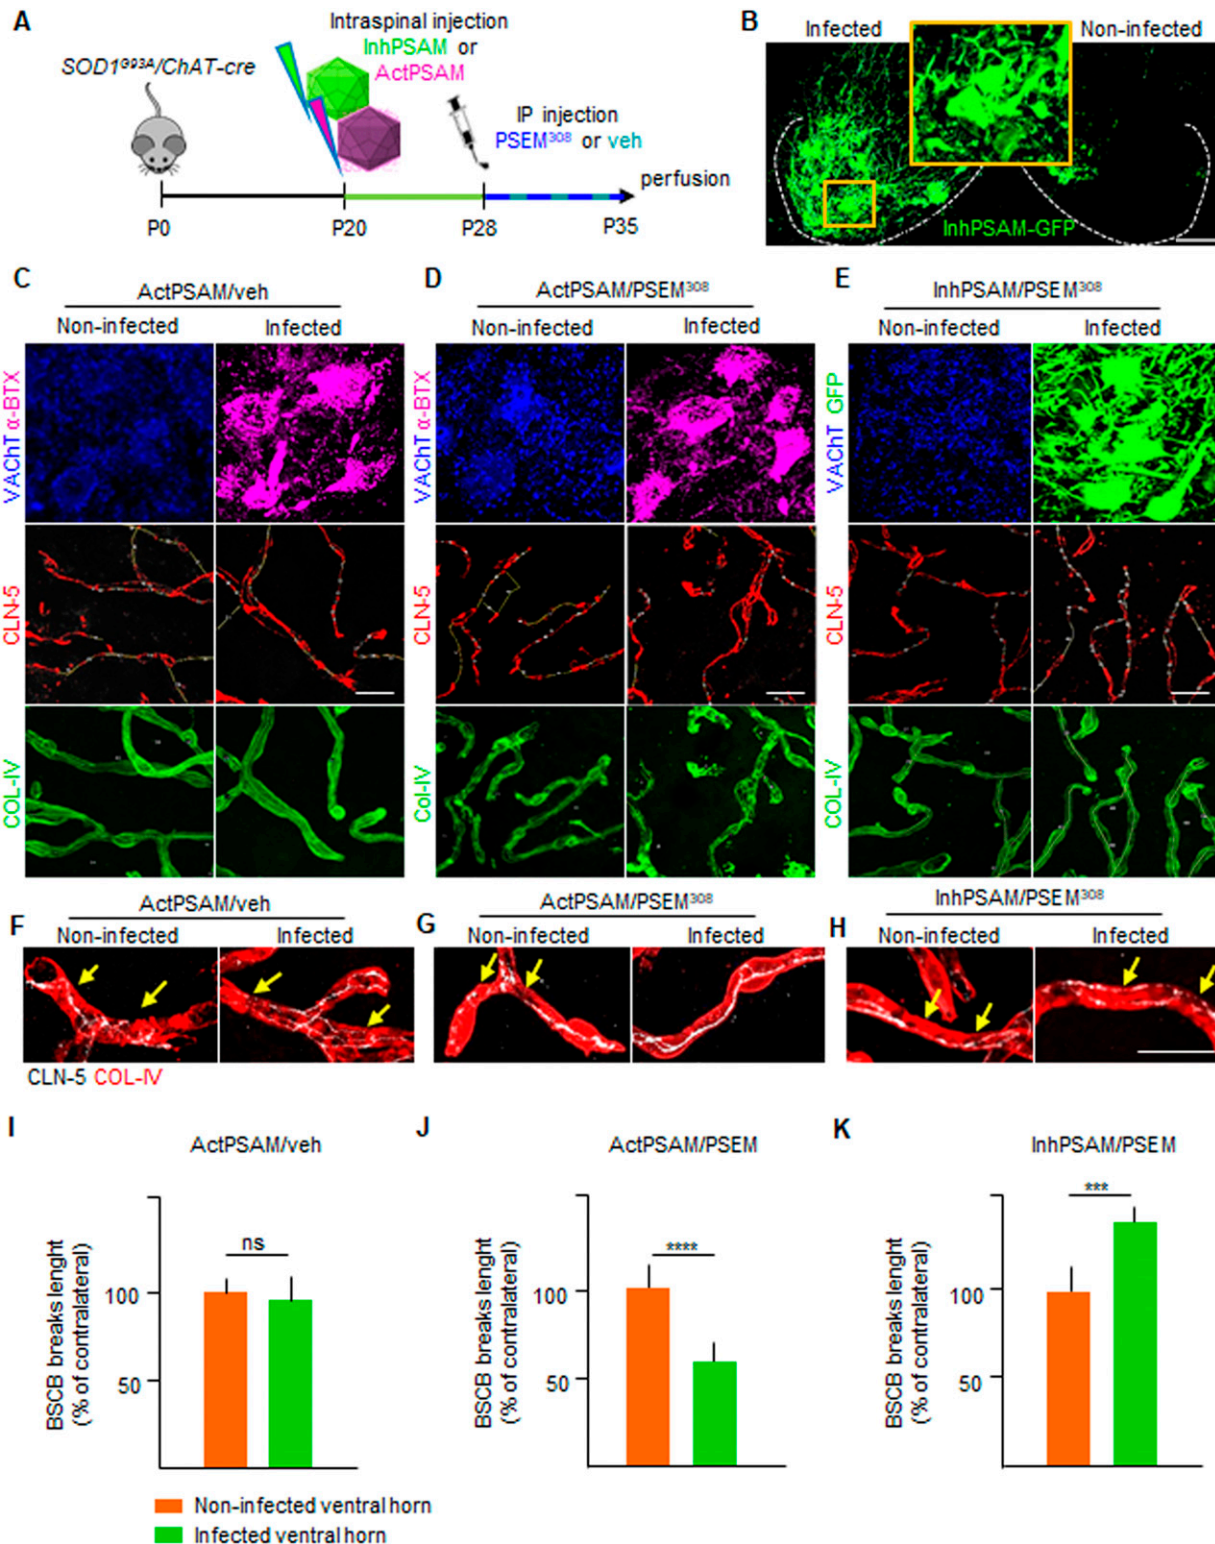 A
Intraspinal injection
InhPSAM or
ActPSAM
SOD1ᴳ⁹³ᴬ/ChAT-cre
IP injection
PSEM³⁰⁸ or veh
perfusion
P0
P20
P28
P35
B
Infected
Non-infected
InhPSAM-GFP
C
ActPSAM/veh
Non-infected
Infected
D
ActPSAM/PSEM³⁰⁸
Non-infected
Infected
E
InhPSAM/PSEM³⁰⁸
Non-infected
Infected
VAChT α-BTX
CLN-5
COL-IV
VAChT α-BTX
CLN-5
Col-IV
VAChT GFP
CLN-5
COL-IV
F
ActPSAM/veh
Non-infected
Infected
G
ActPSAM/PSEM³⁰⁸
Non-infected
Infected
H
InhPSAM/PSEM³⁰⁸
Non-infected
Infected
CLN-5 COL-IV
I
ActPSAM/veh
BSCB breaks lenght
(% of contralateral)
100
50
ns
J
ActPSAM/PSEM
BSCB breaks lenght
(% of contralateral)
100
50
****
K
InhPSAM/PSEM
BSCB breaks lenght
(% of contralateral)
100
50
***
Non-infected ventral horn
Infected ventral horn